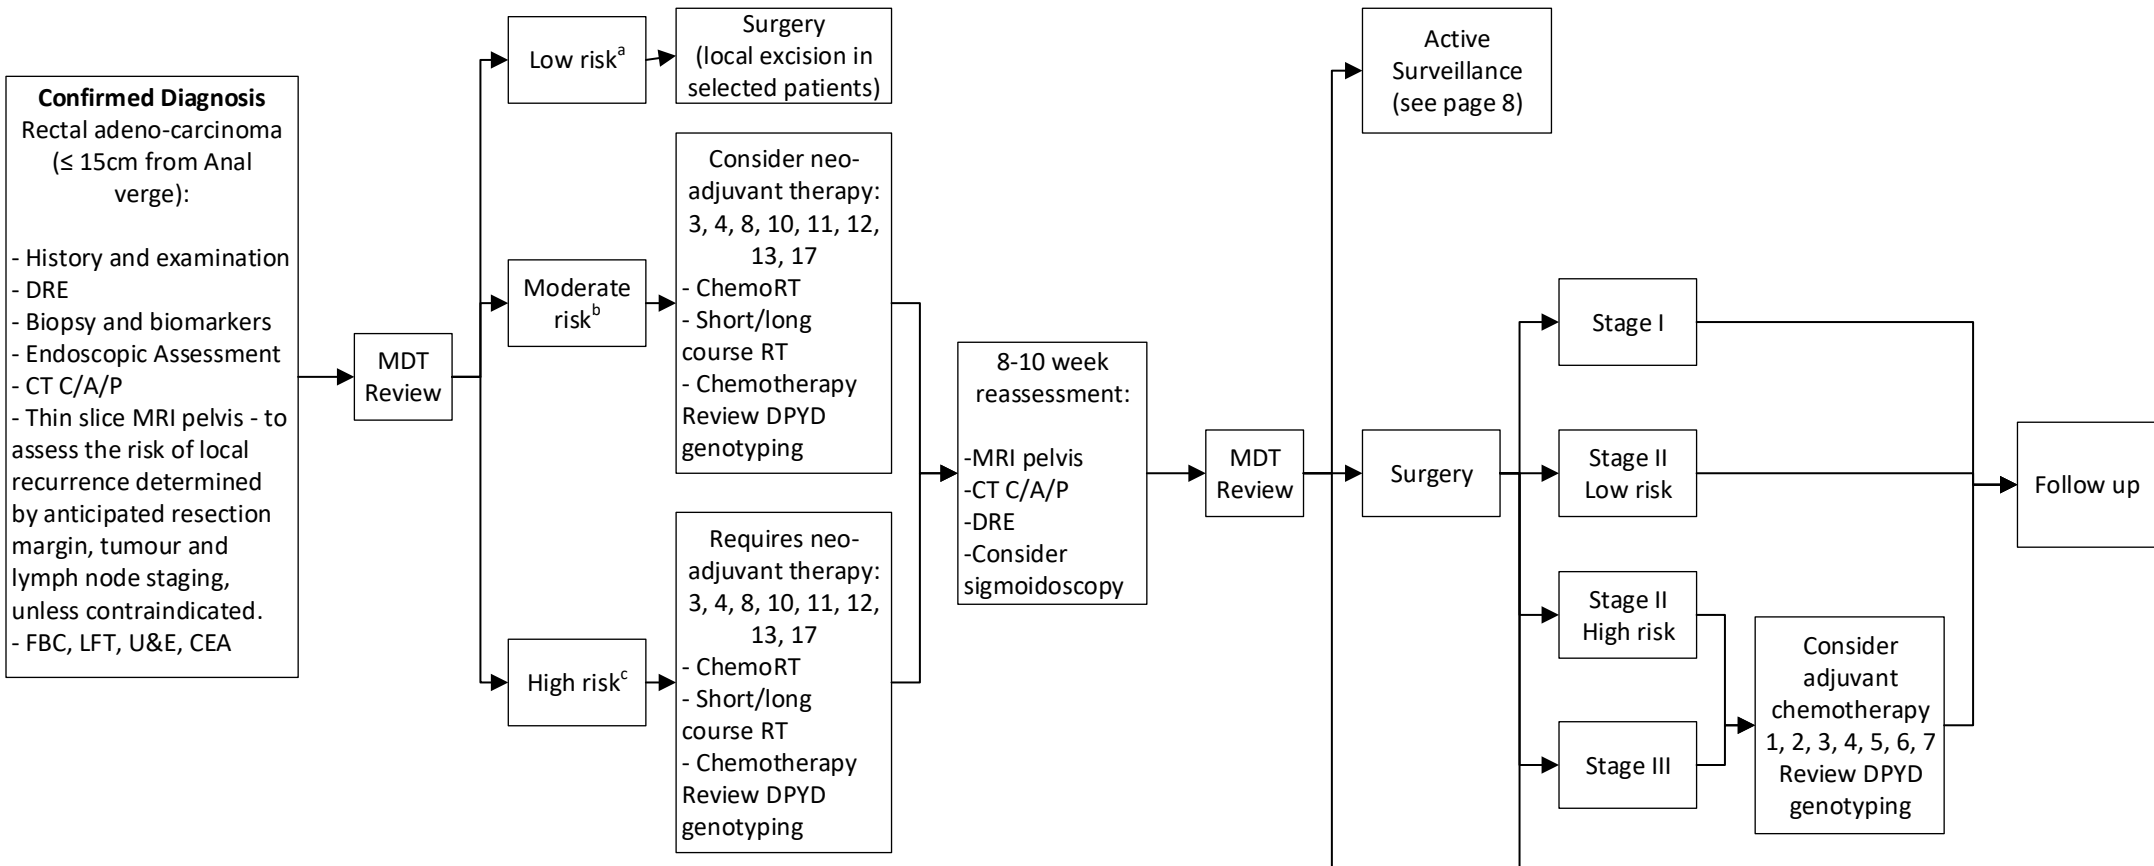 Confirmed Diagnosis
Rectal adeno-carcinoma
(≤ 15cm from Anal
verge):
- History and examination
- DRE
- Biopsy and biomarkers
- Endoscopic Assessment
- CT C/A/P
- Thin slice MRI pelvis - to
assess the risk of local
recurrence determined
by anticipated resection
margin, tumour and
lymph node staging,
unless contraindicated.
- FBC, LFT, U&E, CEA
MDT
Review
Low riskᵃ
Surgery
(local excision in
selected patients)
Moderate
riskᵇ
Consider neo-
adjuvant therapy:
3, 4, 8, 10, 11, 12,
13, 17
- ChemoRT
- Short/long
course RT
- Chemotherapy
Review DPYD
genotyping
High riskᶜ
Requires neo-
adjuvant therapy:
3, 4, 8, 10, 11, 12,
13, 17
- ChemoRT
- Short/long
course RT
- Chemotherapy
Review DPYD
genotyping
8-10 week
reassessment:
-MRI pelvis
-CT C/A/P
-DRE
-Consider
sigmoidoscopy
MDT
Review
Active
Surveillance
(see page 8)
Surgery
Stage I
Stage II
Low risk
Stage II
High risk
Stage III
Consider
adjuvant
chemotherapy
1, 2, 3, 4, 5, 6, 7
Review DPYD
genotyping
Follow up